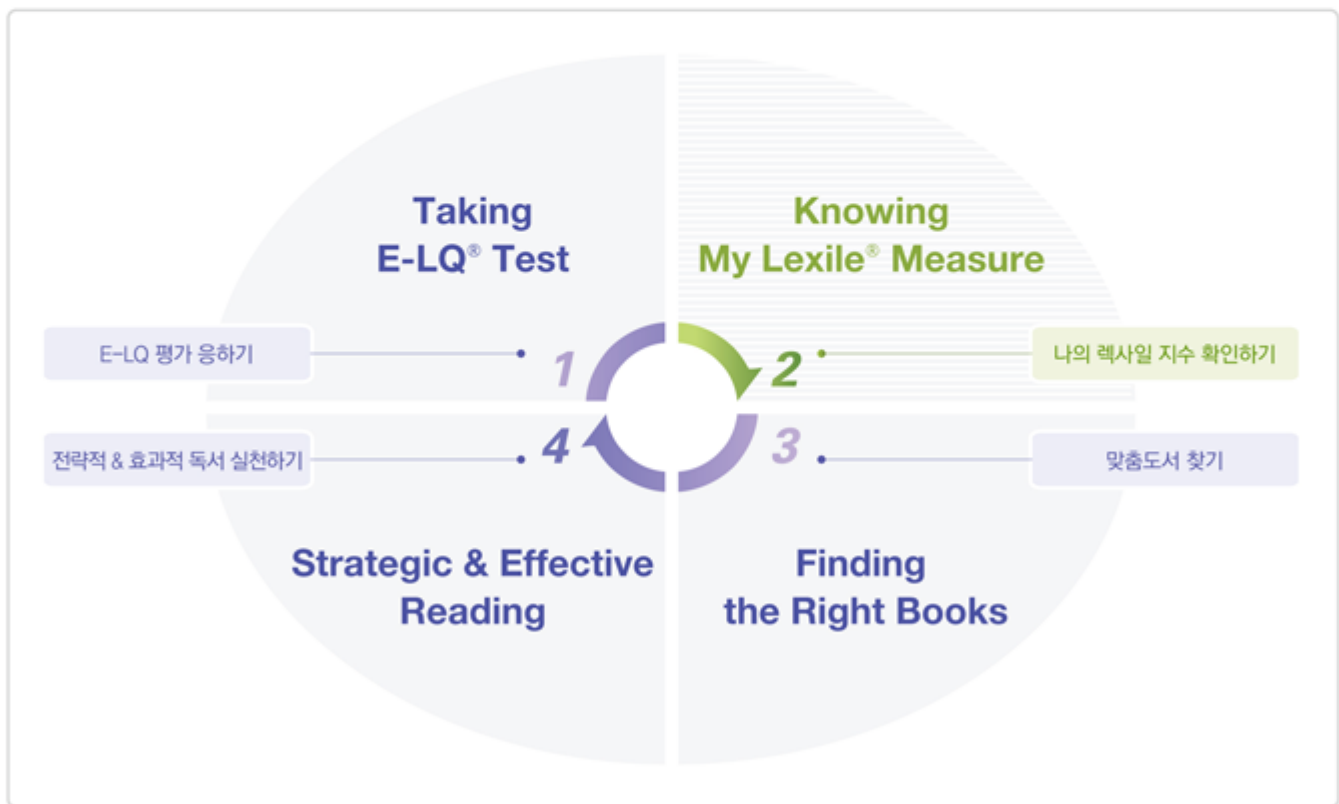 Taking
E-LQ® Test
E-LQ 평가 응하기
1
Knowing
My Lexile® Measure
2
나의 렉사일 지수 확인하기
3
맞춤도서 찾기
Finding
the Right Books
4
전략적 & 효과적 독서 실천하기
Strategic & Effective
Reading